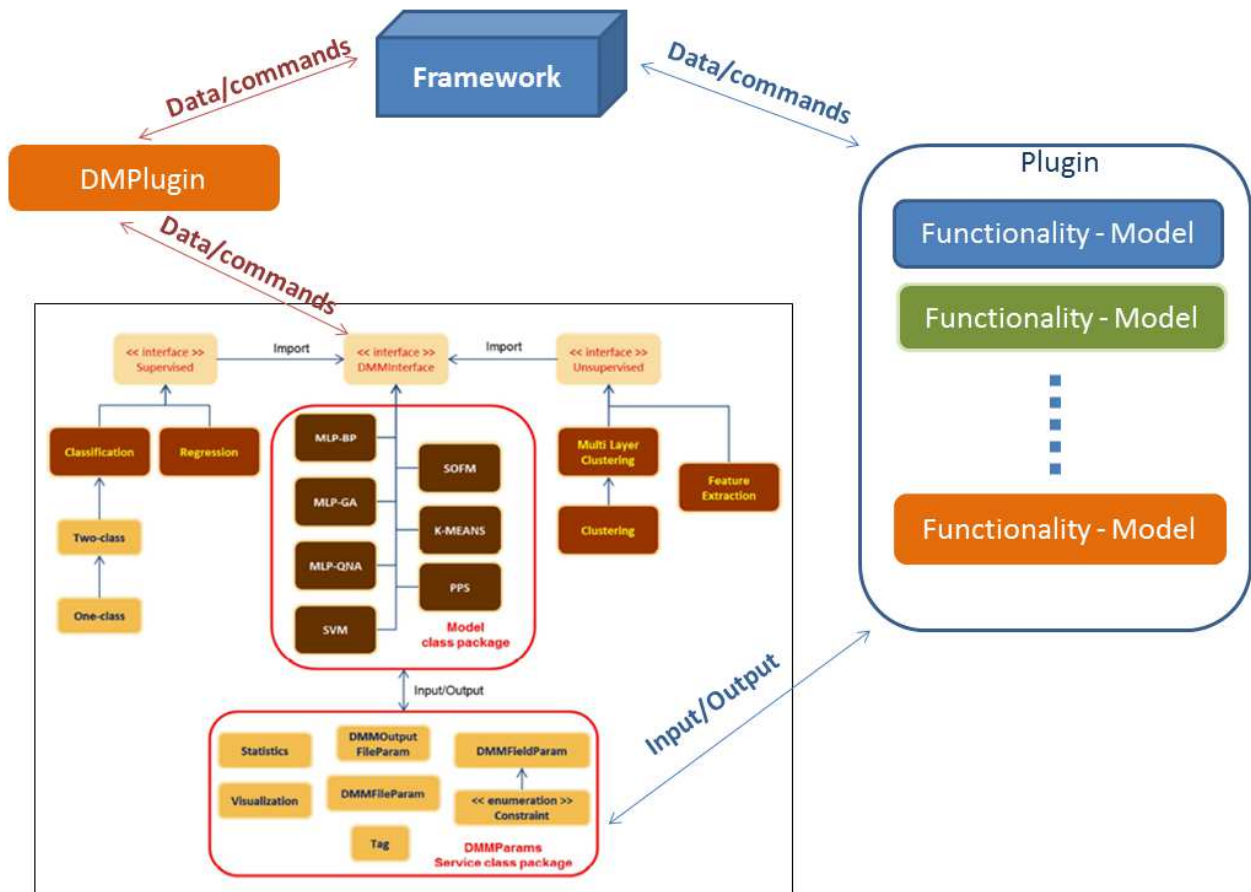 Framework
Data/commands
Data/commands
DMPlugin
Data/commands
Plugin
Functionality - Model
Functionality - Model
Functionality - Model
<< interface >>
Supervised
Import
<< interface >>
DMMInterface
Import
<< interface >>
Unsupervised
Classification
Regression
Two-class
One-class
MLP-BP
MLP-GA
MLP-QNA
SVM
SOFM
K-MEANS
PPS
Model
class package
Multi Layer
Clustering
Clustering
Feature
Extraction
Input/Output
Input/Output
Statistics
Visualization
DMMOutput
FileParam
DMMFileParam
Tag
DMMFieldParam
<< enumeration >>
Constraint
DMMParams
Service class package